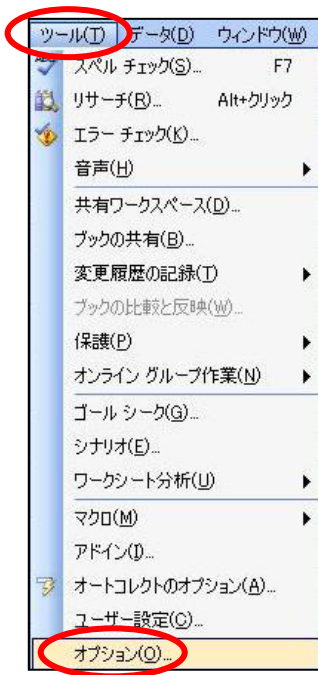 ツール(T) データ(D) ウィンドウ(W)
スペル チェック(S)... F7
リサーチ(R)... Alt+クリック
エラー チェック(K)...
音声(H)
共有ワークスペース(D)...
ブックの共有(B)...
変更履歴の記録(T)
ブックの比較と反映(W)...
保護(P)
オンライン グループ作業(N)
ゴール シーク(G)...
シナリオ(E)...
ワークシート分析(U)
マクロ(M)
アドイン(I)...
オートコレクトのオプション(A)...
ユーザー設定(C)...
オプション(O)...